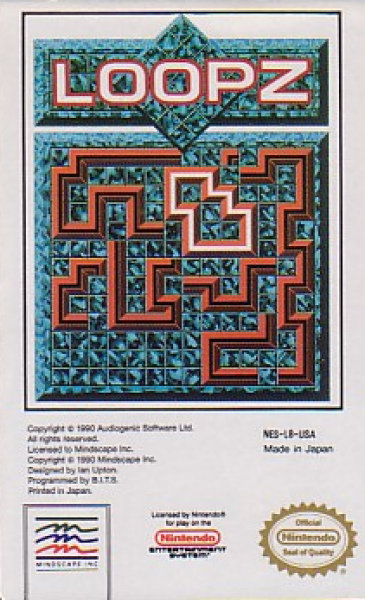 LOOPZ
Copyright © 1990 Audiogenic Software Ltd.
All rights reserved.
Licensed to Mindscape Inc.
Copyright © 1990 Mindscape Inc.
Designed by Ian Upton.
Programmed by B.I.T.S.
Printed in Japan.
NES-L8-USA
Made in Japan
MINDSCAPE INC
Licensed by Nintendo®
for play on the
Nintendo
ENTERTAINMENT
SYSTEM®
Official
Nintendo
Seal of Quality